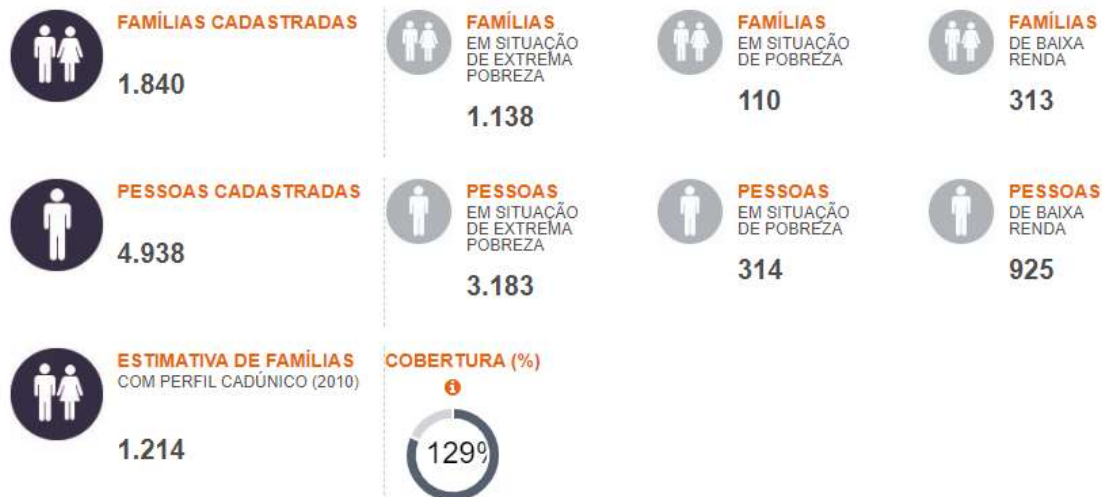 FAMÍLIAS CADASTRADAS
1.840
FAMÍLIAS
EM SITUAÇÃO
DE EXTREMA
POBREZA
1.138
FAMÍLIAS
EM SITUAÇÃO
DE POBREZA
110
FAMÍLIAS
DE BAIXA
RENDA
313
PESSOAS CADASTRADAS
4.938
PESSOAS
EM SITUAÇÃO
DE EXTREMA
POBREZA
3.183
PESSOAS
EM SITUAÇÃO
DE POBREZA
314
PESSOAS
DE BAIXA
RENDA
925
ESTIMATIVA DE FAMÍLIAS
COM PERFIL CADÚNICO (2010)
1.214
COBERTURA (%)
i
129%